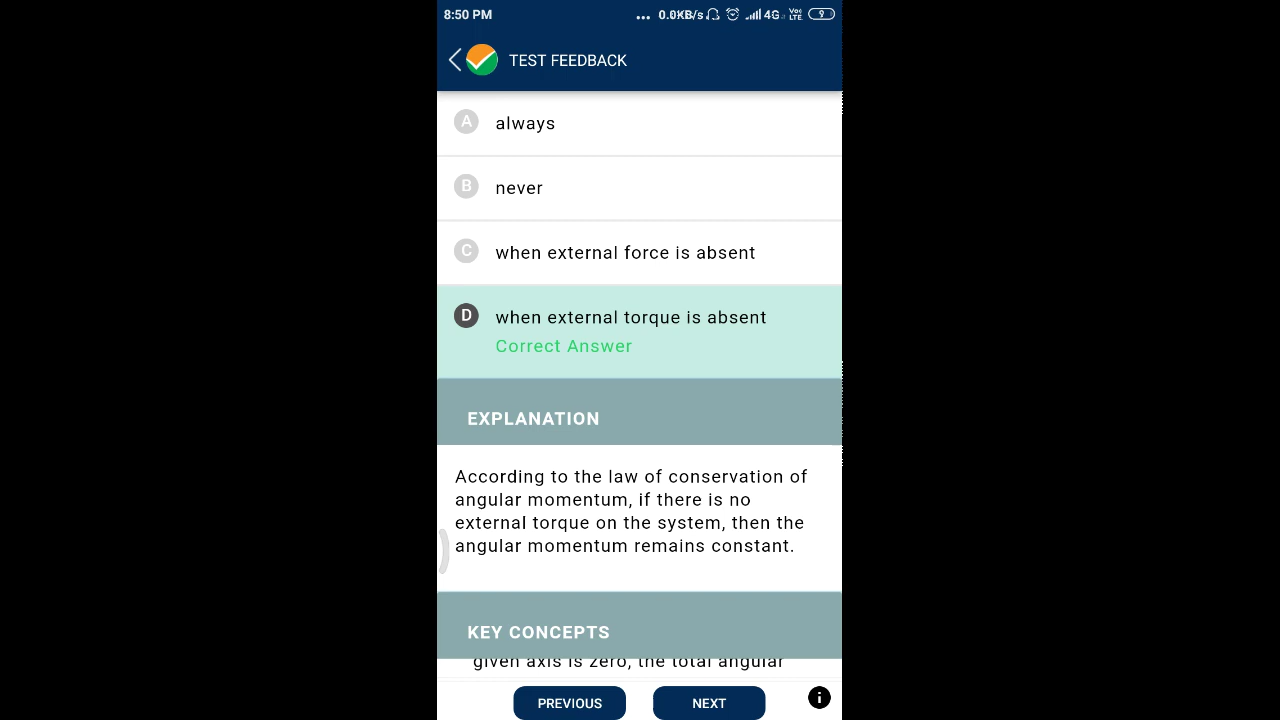 8:50 PM
... 0.0KB/s 4G Vo LTE 9
TEST FEEDBACK
A always
B never
C when external force is absent
D when external torque is absent
Correct Answer
EXPLANATION
According to the law of conservation of
angular momentum, if there is no
external torque on the system, then the
angular momentum remains constant.
KEY CONCEPTS
given axis is zero, the total angular
PREVIOUS
NEXT
i